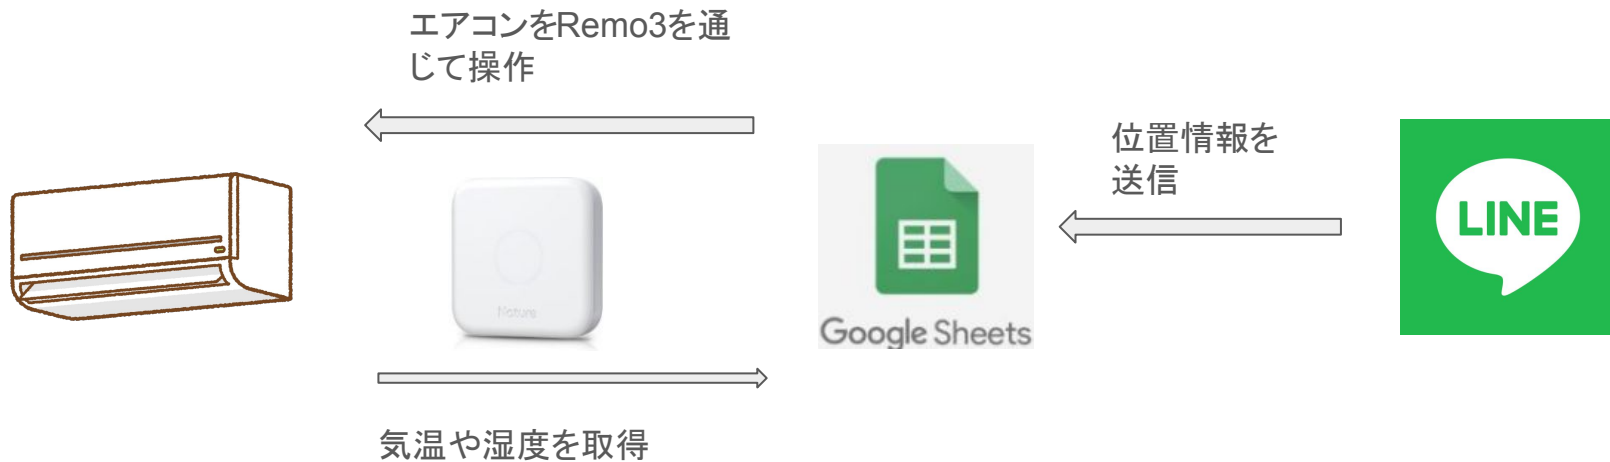 エアコンをRemo3を通
じて操作
位置情報を
送信
LINE
Nature
Google Sheets
気温や湿度を取得